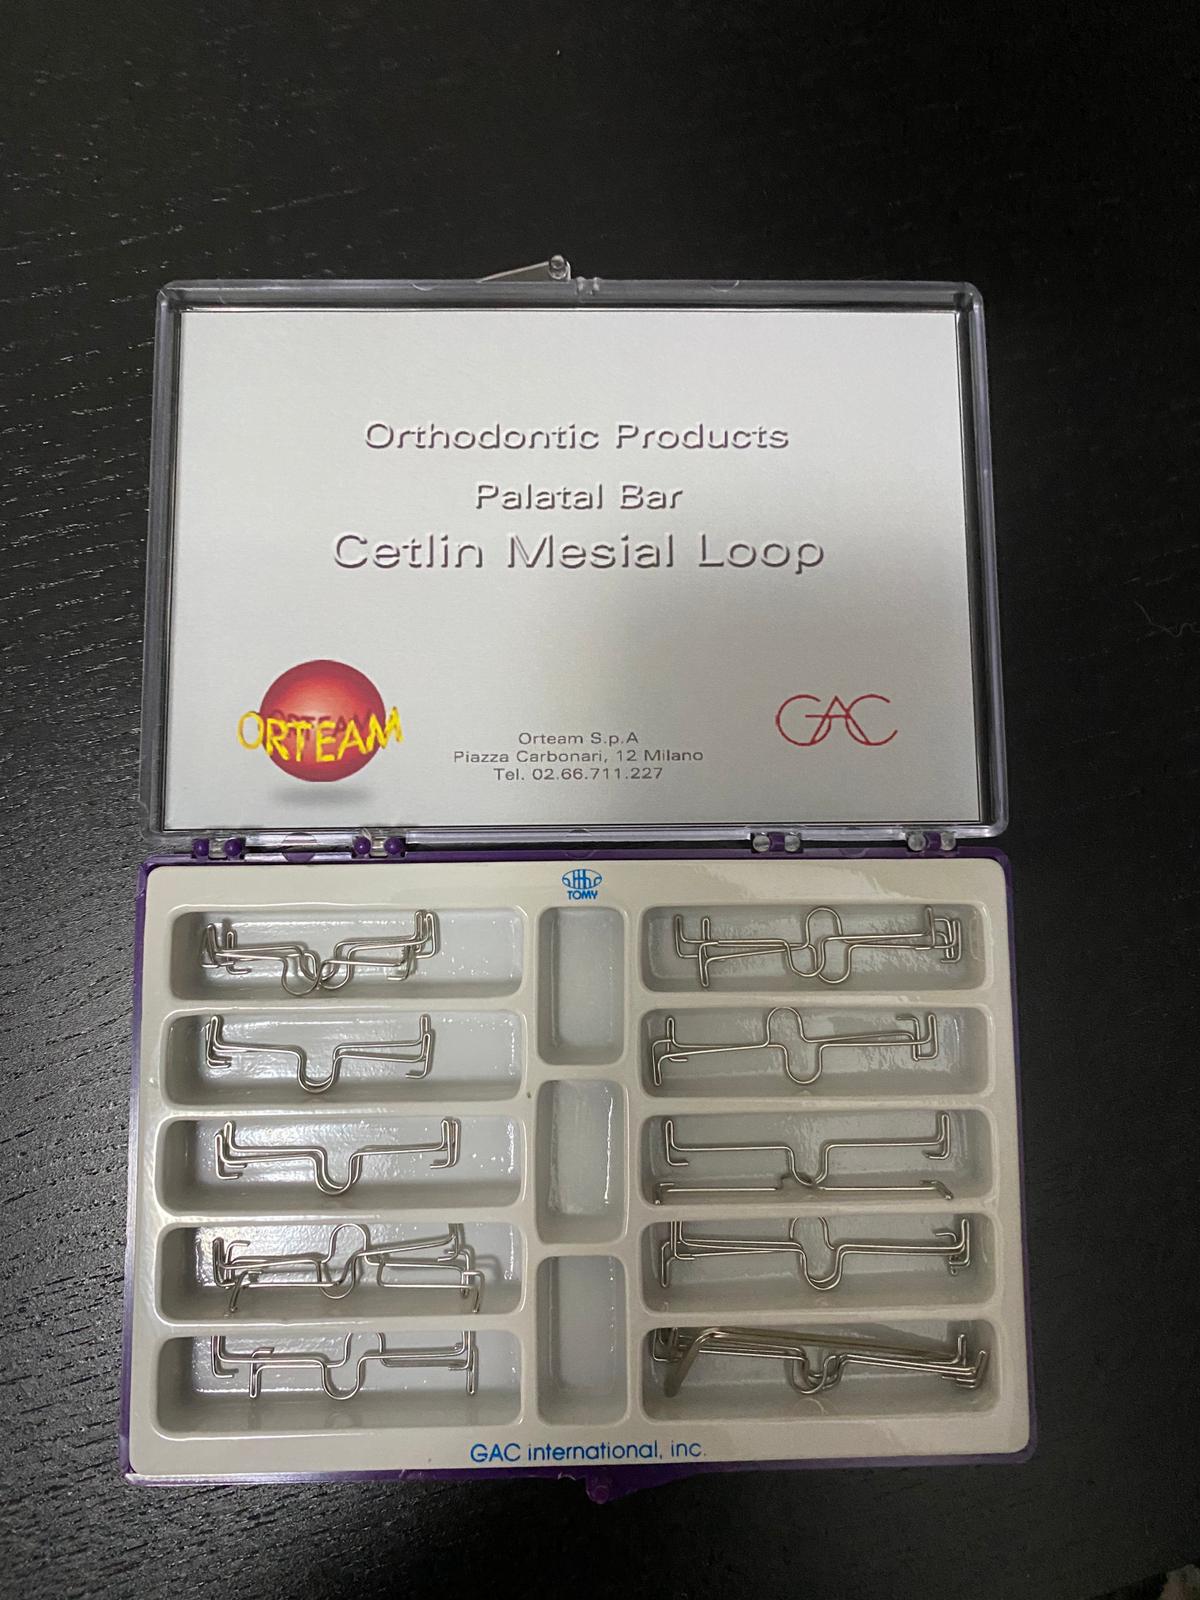 Orthodontic Products
Palatal Bar
Cetlin Mesial Loop
ORTEAM
Orteam S.p.A
Piazza Carbonari, 12 Milano
Tel. 02.66.711.227
GAC
TOMY
GAC international, inc.